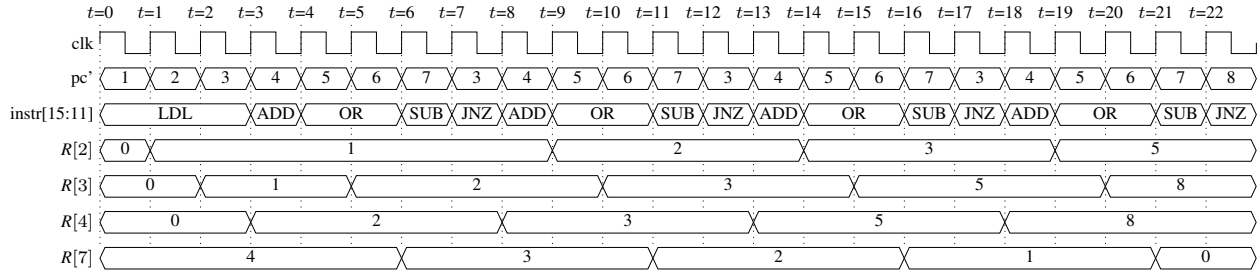 t=0 t=1 t=2 t=3 t=4 t=5 t=6 t=7 t=8 t=9 t=10 t=11 t=12 t=13 t=14 t=15 t=16 t=17 t=18 t=19 t=20 t=21 t=22
clk
pc' 1 2 3 4 5 6 7 3 4 5 6 7 3 4 5 6 7 3 4 5 6 7 8
instr[15:11] LDL ADD OR SUB JNZ ADD OR SUB JNZ ADD OR SUB JNZ ADD OR SUB JNZ
R[2] 0 1 2 3 5
R[3] 0 1 2 3 5 8
R[4] 0 2 3 5 8
R[7] 4 3 2 1 0